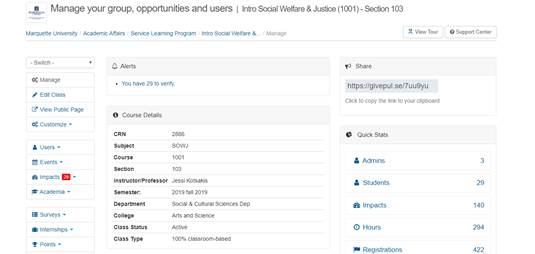 Manage your group, opportunities and users | Intro Social Welfare & Justice (1001) - Section 103
Marquette University / Academic Affairs / Service Learning Program / Intro Social Welfare &... / Manage
View Tour
Support Center
- Switch -
Manage
Edit Class
View Public Page
Customize
Users
Events
Impacts 29
Academia
Surveys
Internships
Points
Alerts
You have 29 to verify.
Course Details
CRN 2886
Subject SOWJ
Course 1001
Section 103
Instructor/Professor Jessi Kotsakis
Semester: 2019 fall 2019
Department Social & Cultural Sciences Dep
College Arts and Science
Class Status Active
Class Type 100% classroom-based
Share
https://givepul.se/7uu9yu
Click to copy the link to your clipboard
Quick Stats
Admins 3
Students 29
Impacts 140
Hours 294
Registrations 422